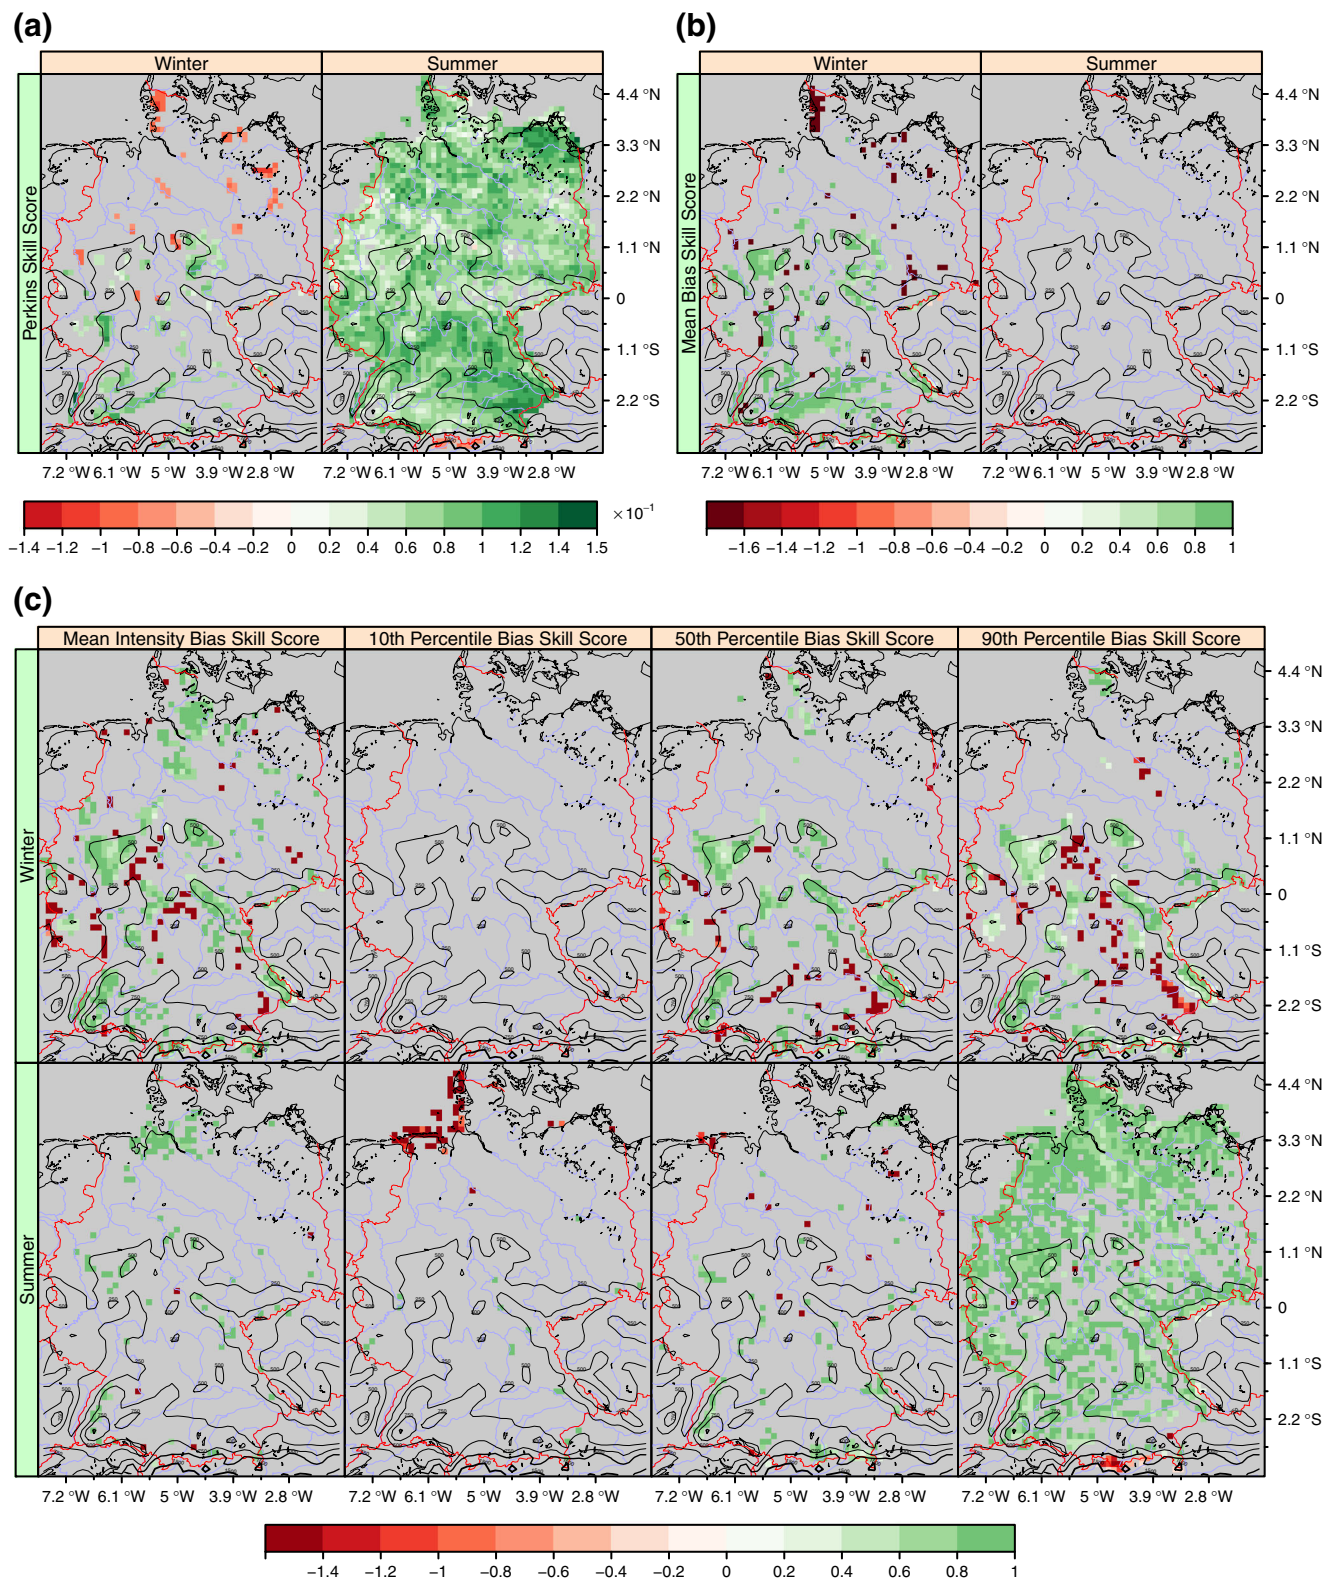 (a)
(b)
Winter
Summer
Winter
Summer
Perkins Skill Score
Mean Bias Skill Score
4.4 °N
3.3 °N
2.2 °N
1.1 °N
0
1.1 °S
2.2 °S
4.4 °N
3.3 °N
2.2 °N
1.1 °N
0
1.1 °S
2.2 °S
7.2 °W 6.1 °W 5 °W 3.9 °W 2.8 °W
7.2 °W 6.1 °W 5 °W 3.9 °W 2.8 °W
7.2 °W 6.1 °W 5 °W 3.9 °W 2.8 °W
7.2 °W 6.1 °W 5 °W 3.9 °W 2.8 °W
×10⁻¹
−1.4 −1.2 −1 −0.8 −0.6 −0.4 −0.2 0 0.2 0.4 0.6 0.8 1 1.2 1.4 1.5
−1.6 −1.4 −1.2 −1 −0.8 −0.6 −0.4 −0.2 0 0.2 0.4 0.6 0.8 1
(c)
Mean Intensity Bias Skill Score
10th Percentile Bias Skill Score
50th Percentile Bias Skill Score
90th Percentile Bias Skill Score
Winter
4.4 °N
3.3 °N
2.2 °N
1.1 °N
0
1.1 °S
2.2 °S
Summer
4.4 °N
3.3 °N
2.2 °N
1.1 °N
0
1.1 °S
2.2 °S
7.2 °W 6.1 °W 5 °W 3.9 °W 2.8 °W
7.2 °W 6.1 °W 5 °W 3.9 °W 2.8 °W
7.2 °W 6.1 °W 5 °W 3.9 °W 2.8 °W
7.2 °W 6.1 °W 5 °W 3.9 °W 2.8 °W
−1.4 −1.2 −1 −0.8 −0.6 −0.4 −0.2 0 0.2 0.4 0.6 0.8 1